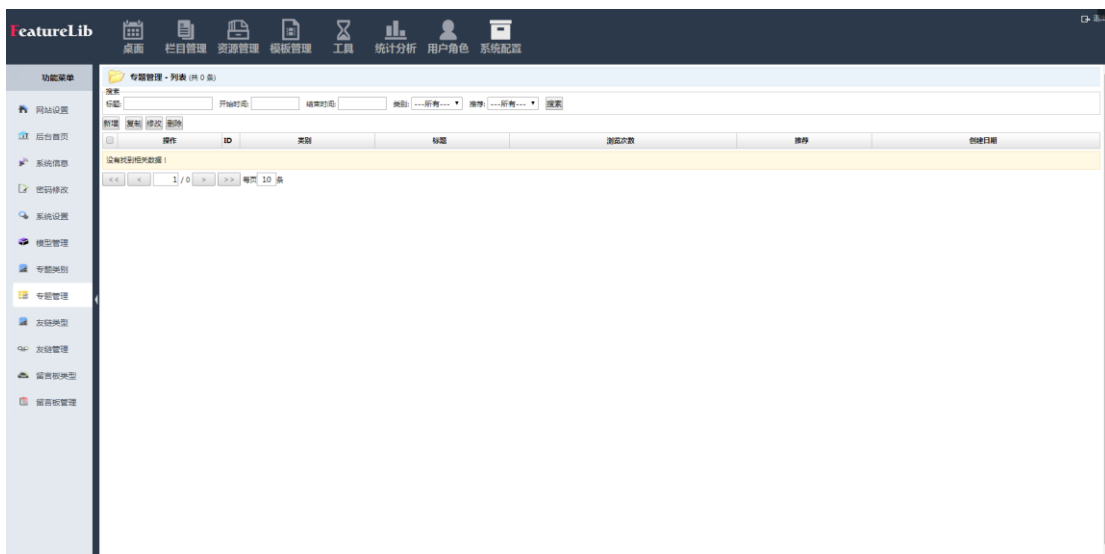 FeatureLib
桌面 栏目管理 资源管理 模板管理 工具 统计分析 用户角色 系统配置
功能菜单
网站设置
后台首页
系统信息
密码修改
系统设置
模型管理
专题类别
专题管理
友链类型
友链管理
留言板类型
留言板管理
专题管理 - 列表 (共 0 条)
搜索
标题: 开始时间: 结束时间: 类别: ---所有--- 推荐: ---所有--- 搜索
新增 复制 修改 删除
操作 ID 类别 标题 浏览次数 推荐 创建日期
没有找到相关数据！
<< < 1 / 0 > >> 每页 10 条